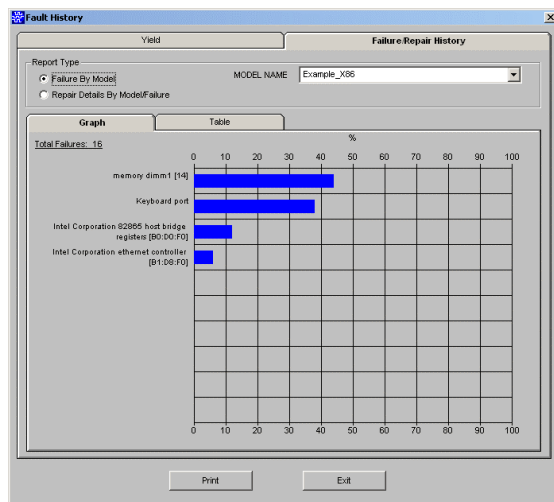 Fault History
Yield
Failure/Repair History
Report Type
Failure By Model
MODEL NAME
Example_X86
Repair Details By Model/Failure
Graph
Table
Total Failures: 16
%
0 10 20 30 40 50 60 70 80 90 100
memory dimm1 [14]
Keyboard port
Intel Corporation 82865 host bridge
registers [B0:D0:F0]
Intel Corporation ethernet controller
[B1:D8:F0]
0 10 20 30 40 50 60 70 80 90 100
Print
Exit